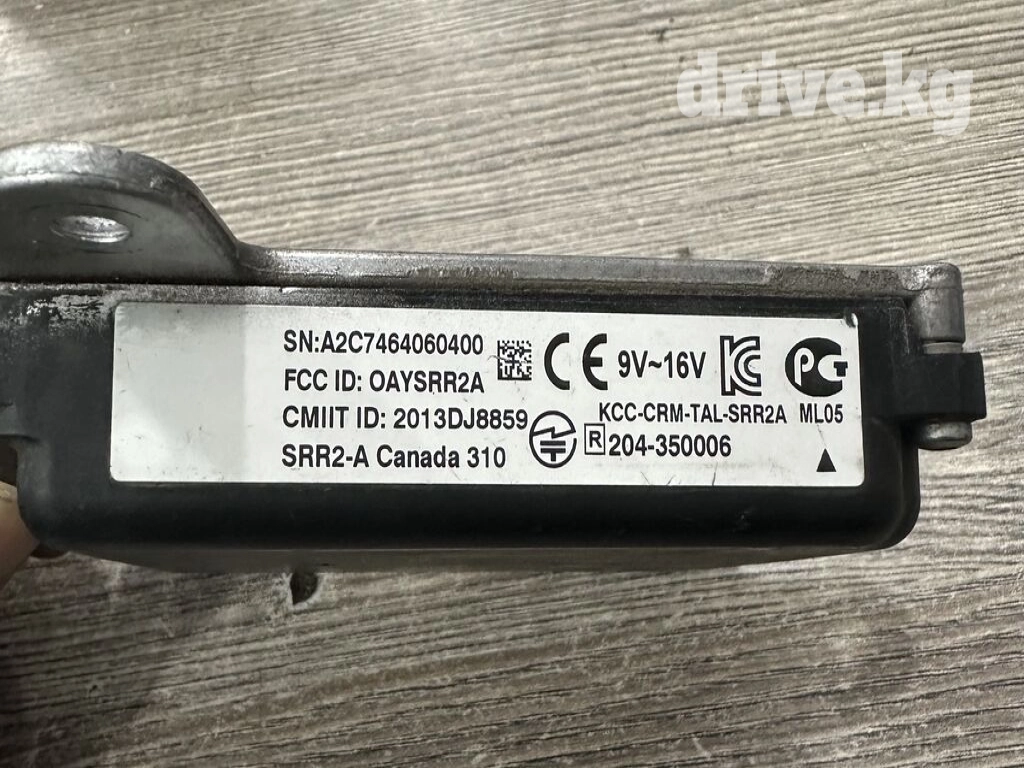 drive.kg
SN:A2C7464060400
FCC ID: OAYSRR2A
CMIIT ID: 2013DJ8859
SRR2-A Canada 310
CE 9V~16V
KCC-CRM-TAL-SRR2A ML05
R 204-350006